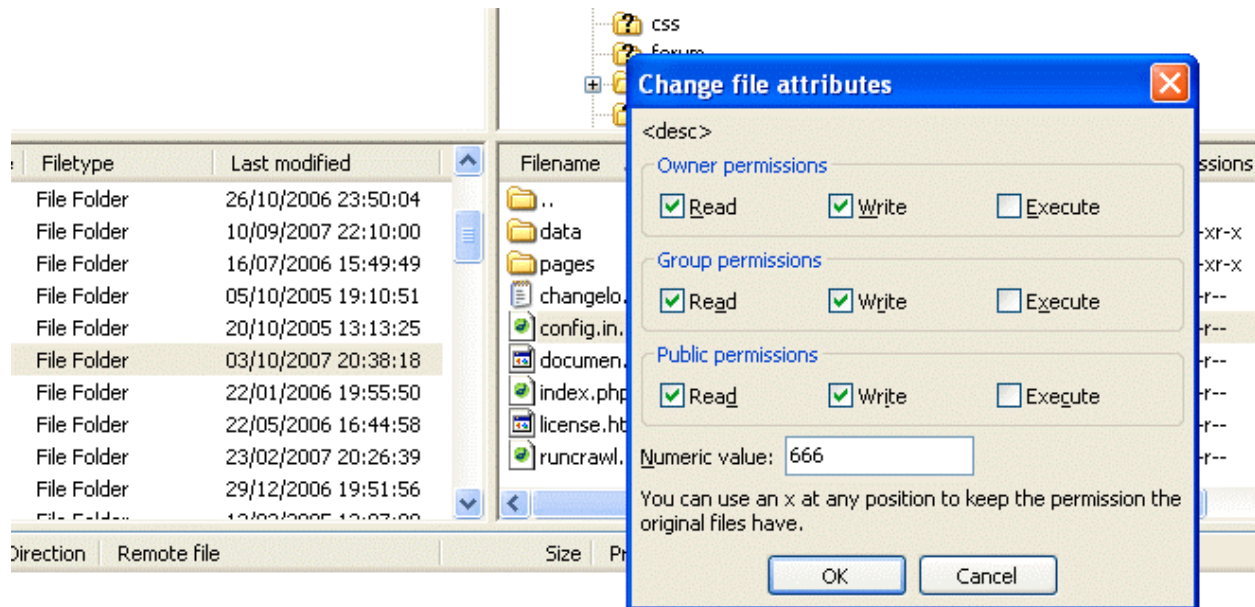 css
forum
Change file attributes
<desc>
Filetype Last modified Filename ssions
Owner permissions
File Folder 26/10/2006 23:50:04 ..
Read Write Execute
File Folder 10/09/2007 22:10:00 data -xr-x
File Folder 16/07/2006 15:49:49 pages Group permissions -xr-x
File Folder 05/10/2005 19:10:51 changelo. Read Write Execute -r--
File Folder 20/10/2005 13:13:25 config.in. -r--
File Folder 03/10/2007 20:38:18 documen. Public permissions -r--
File Folder 22/01/2006 19:55:50 index.php Read Write Execute -r--
File Folder 22/05/2006 16:44:58 license.ht -r--
File Folder 23/02/2007 20:26:39 runcrawl. Numeric value: 666 -r--
File Folder 29/12/2006 19:51:56
You can use an x at any position to keep the permission the
original files have.
Direction Remote file Size Pr
OK Cancel